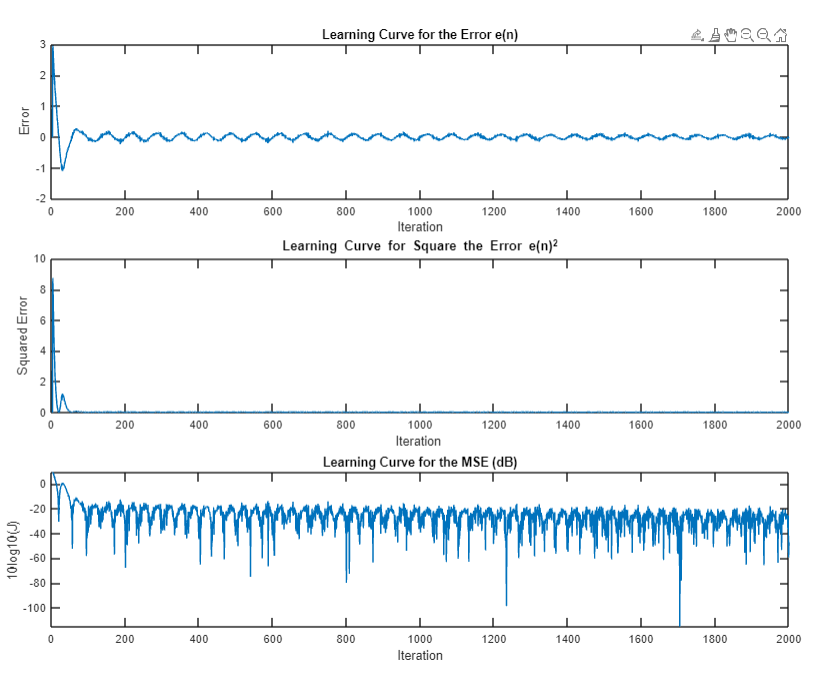 Learning Curve for the Error e(n)
3
2
1
0
-1
-2
Error
0 200 400 600 800 1000 1200 1400 1600 1800 2000
Iteration
Learning Curve for Square the Error e(n)²
10
8
6
4
2
0
Squared Error
0 200 400 600 800 1000 1200 1400 1600 1800 2000
Iteration
Learning Curve for the MSE (dB)
0
-20
-40
-60
-80
-100
10log10(J)
0 200 400 600 800 1000 1200 1400 1600 1800 2000
Iteration